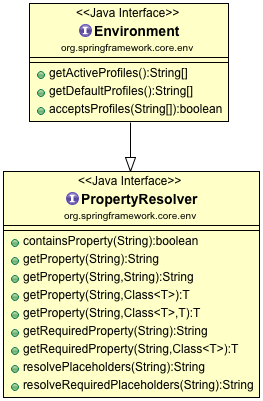 <<Java Interface>>
I Environment
org.springframework.core.env
getActiveProfiles():String[]
getDefaultProfiles():String[]
acceptsProfiles(String[]):boolean
<<Java Interface>>
I PropertyResolver
org.springframework.core.env
containsProperty(String):boolean
getProperty(String):String
getProperty(String,String):String
getProperty(String,Class<T>):T
getProperty(String,Class<T>,T):T
getRequiredProperty(String):String
getRequiredProperty(String,Class<T>):T
resolvePlaceholders(String):String
resolveRequiredPlaceholders(String):String